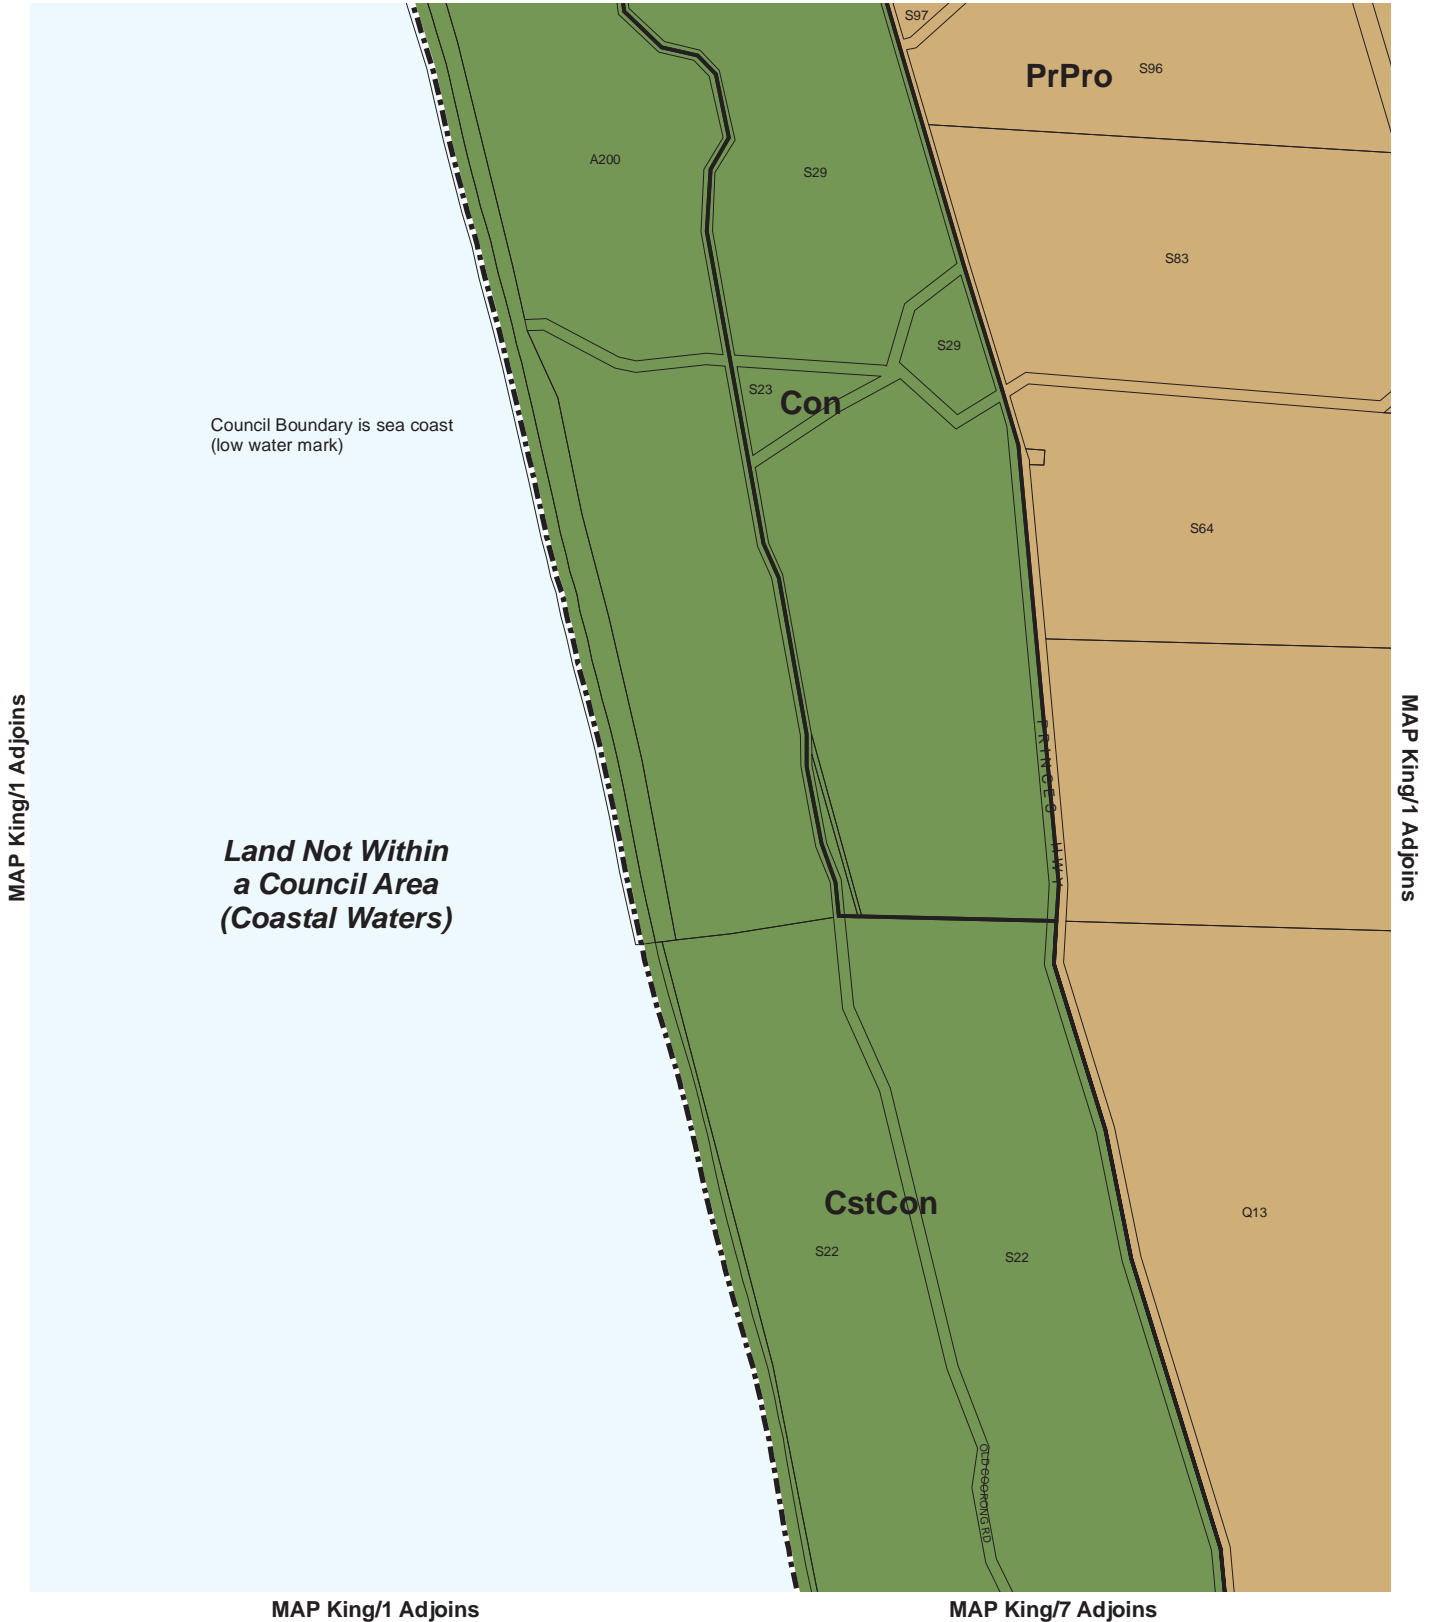 S97
PrPro
S96
A200
S29
S83
S29
S23
Con
Council Boundary is sea coast
(low water mark)
S64
MAP King/1 Adjoins
MAP King/1 Adjoins
PRINCES HWY
Land Not Within
a Council Area
(Coastal Waters)
CstCon
Q13
S22
S22
OLD COORONG RD
MAP King/1 Adjoins
MAP King/7 Adjoins